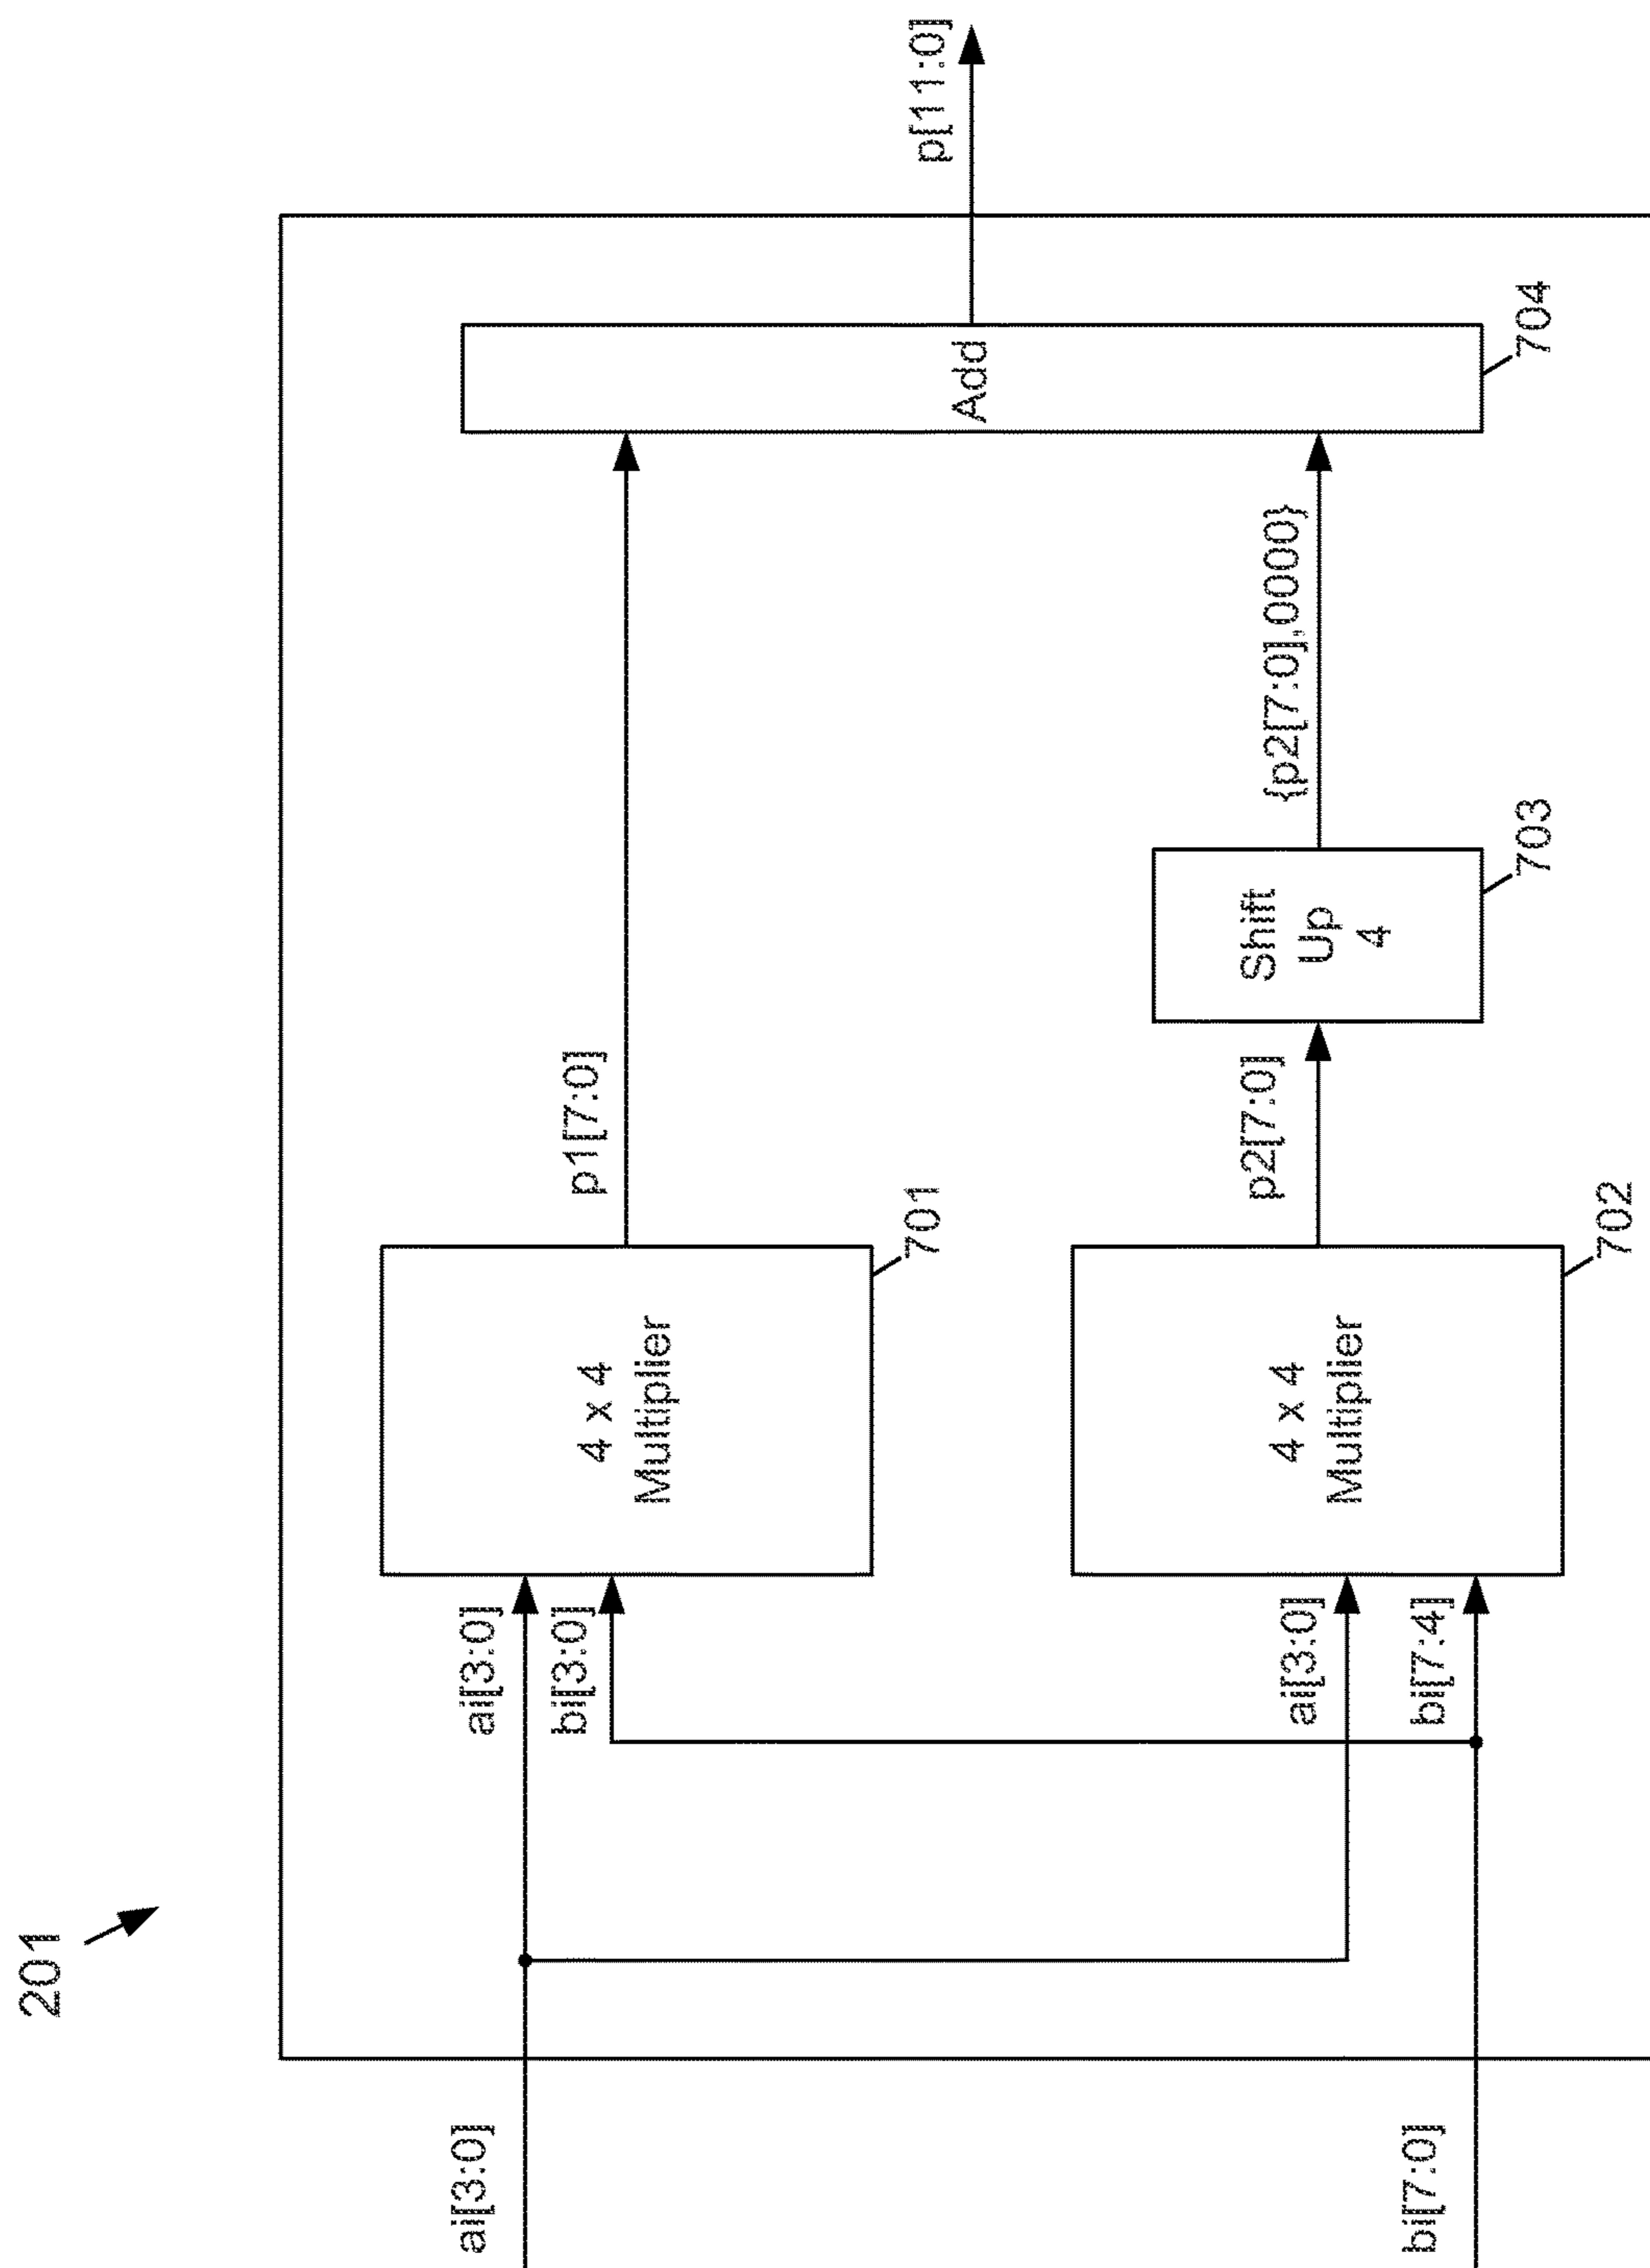 201
ai[3:0]
bi[7:0]
ai[3:0]
bi[3:0]
ai[3:0]
bi[7:4]
4 x 4
Multiplier
701
4 x 4
Multiplier
702
p1[7:0]
p2[7:0]
Shift
Up
4
703
{p2[7:0],0000}
Add
704
p[11:0]